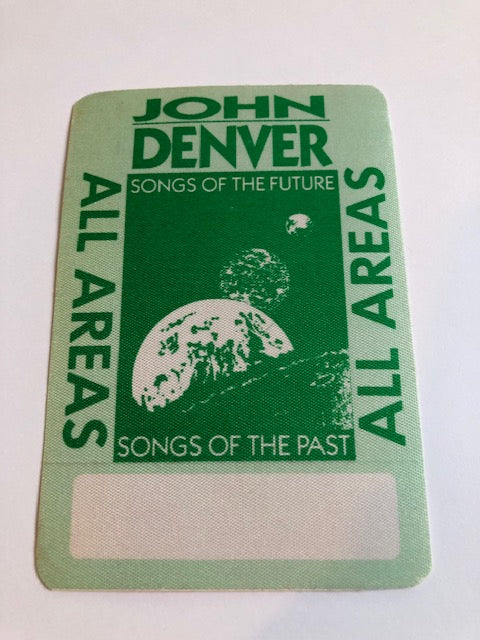 JOHN
DENVER
SONGS OF THE FUTURE
ALL AREAS
ALL AREAS
SONGS OF THE PAST